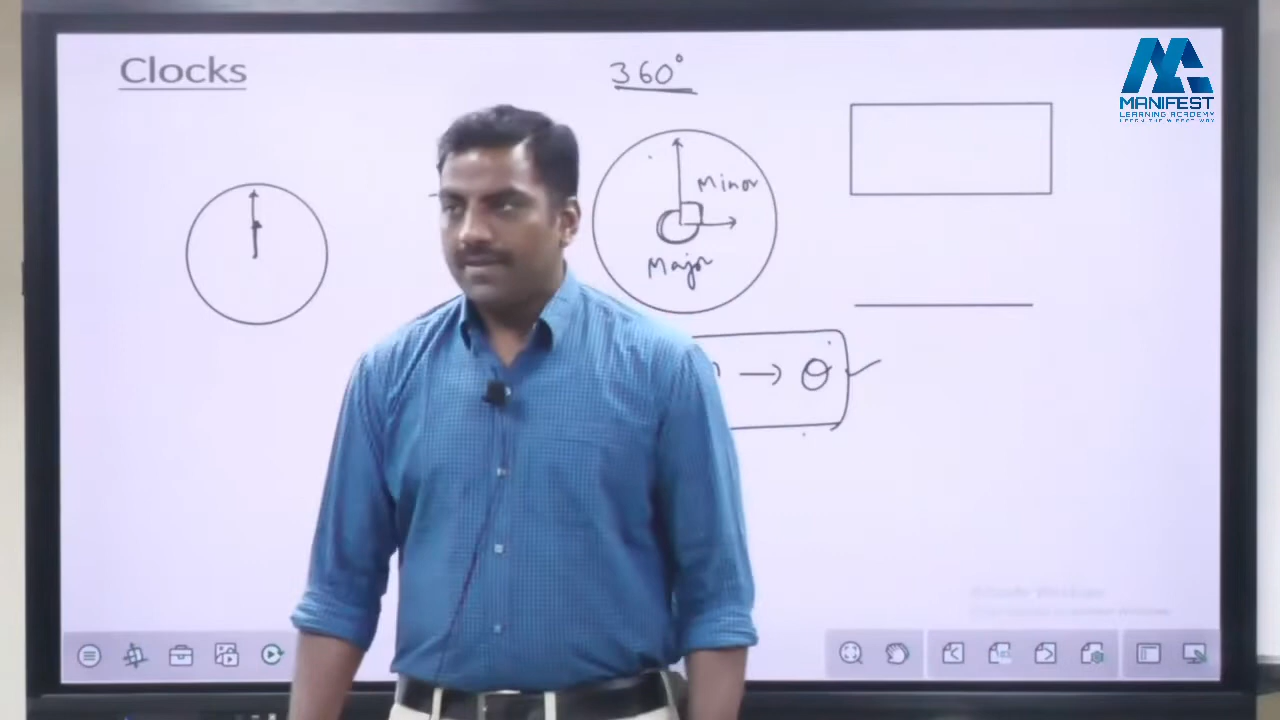 Clocks
360°
MANIFEST
LEARNING ACADEMY
Minor
Major
→ θ